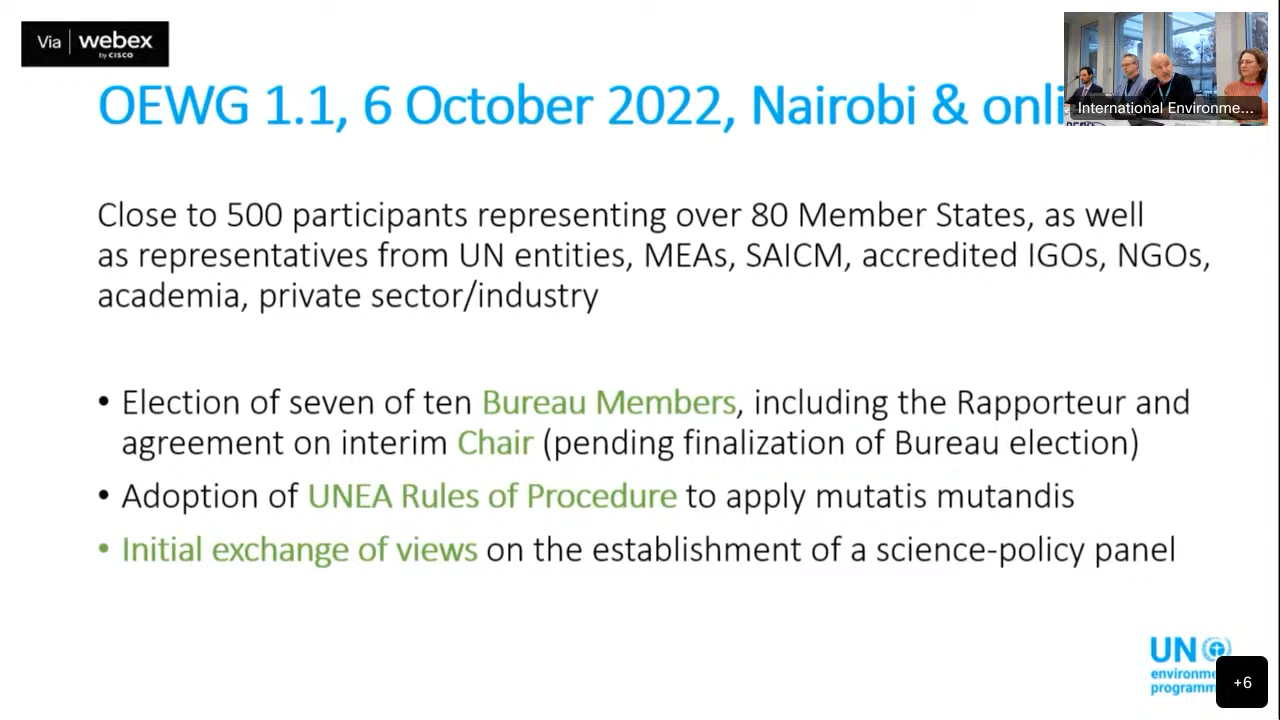 Via webex
by CISCO
International Environme...
OEWG 1.1, 6 October 2022, Nairobi & onli
Close to 500 participants representing over 80 Member States, as well
as representatives from UN entities, MEAs, SAICM, accredited IGOs, NGOs,
academia, private sector/industry
• Election of seven of ten Bureau Members, including the Rapporteur and
agreement on interim Chair (pending finalization of Bureau election)
• Adoption of UNEA Rules of Procedure to apply mutatis mutandis
• Initial exchange of views on the establishment of a science-policy panel
UN
environme
programm
+6